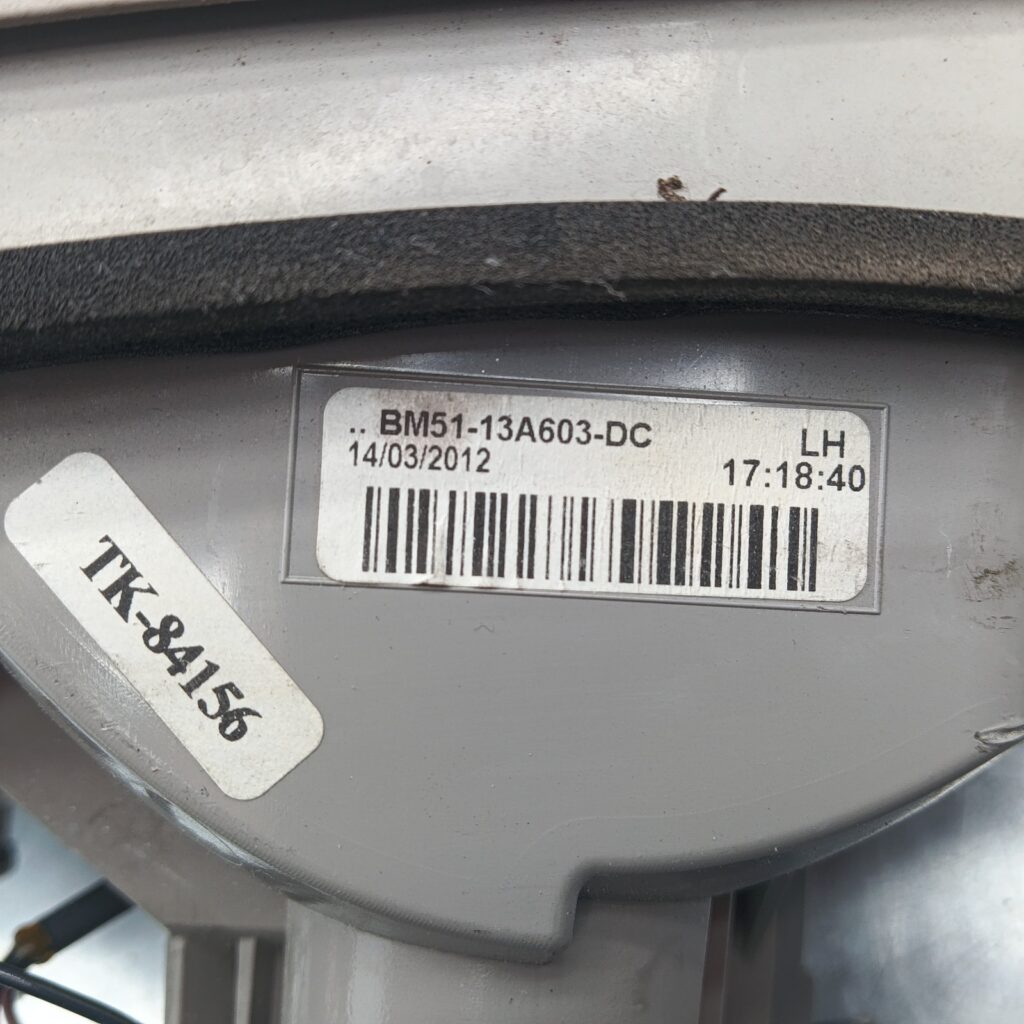 .. BM51-13A603-DC
LH
14/03/2012
17:18:40
TK-84156